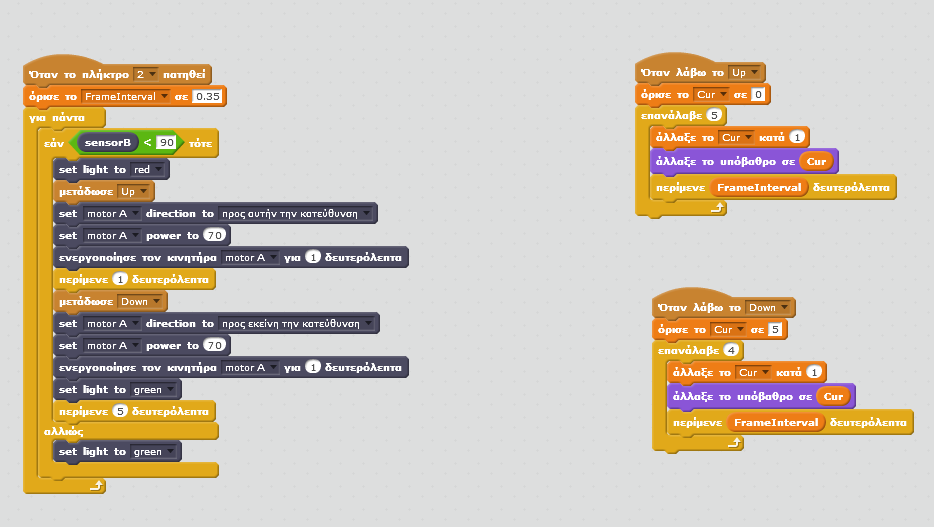 Όταν το πλήκτρο 2 πατηθεί
όρισε το FrameInterval σε 0.35
για πάντα
εάν sensorB < 90 τότε
set light to red
μετάδωσε Up
set motor A direction to προς αυτήν την κατεύθυνση
set motor A power to 70
ενεργοποίησε τον κινητήρα motor A για 1 δευτερόλεπτα
περίμενε 1 δευτερόλεπτα
μετάδωσε Down
set motor A direction to προς εκείνη την κατεύθυνση
set motor A power to 70
ενεργοποίησε τον κινητήρα motor A για 1 δευτερόλεπτα
set light to green
περίμενε 5 δευτερόλεπτα
αλλιώς
set light to green
Όταν λάβω το Up
όρισε το Cur σε 0
επανάλαβε 5
άλλαξε το Cur κατά 1
άλλαξε το υπόβαθρο σε Cur
περίμενε FrameInterval δευτερόλεπτα
Όταν λάβω το Down
όρισε το Cur σε 5
επανάλαβε 4
άλλαξε το Cur κατά 1
άλλαξε το υπόβαθρο σε Cur
περίμενε FrameInterval δευτερόλεπτα